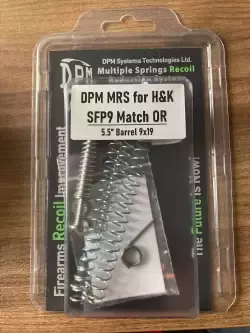 DPM
DPM Systems Technologies Ltd.
Multiple Springs Recoil
Reduction System
DPM MRS for H&K
SFP9 Match OR
5.5" Barrel 9x19
Firearms Recoil Improvement
The Future is Now!